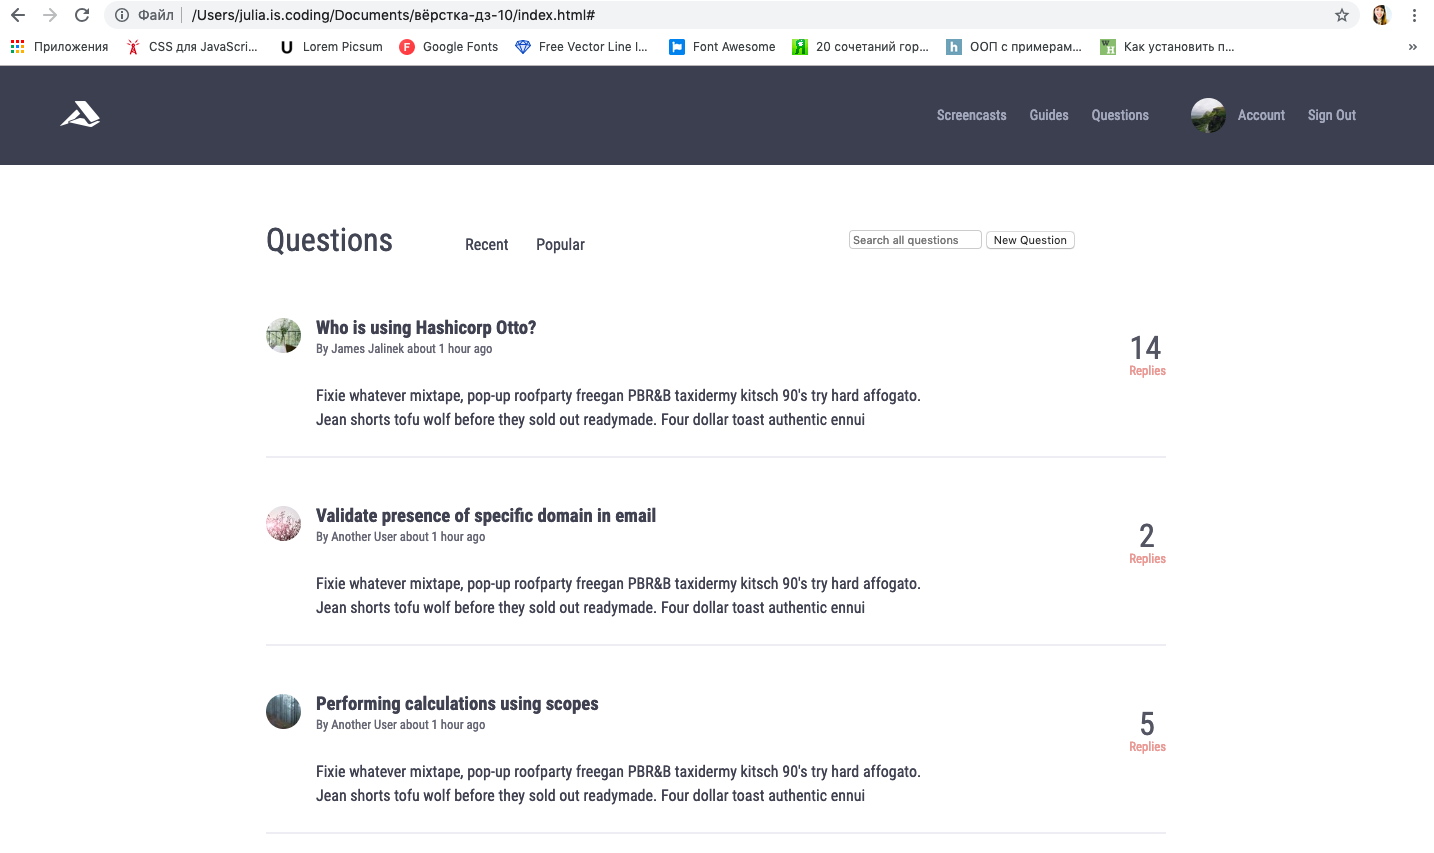 Файл /Users/julia.is.coding/Documents/вёрстка-дз-10/index.html#
Приложения CSS для JavaScri... U Lorem Picsum F Google Fonts Free Vector Line I... Font Awesome 20 сочетаний гор... h ООП с примерам... WH Как установить п... »
Screencasts Guides Questions Account Sign Out
Questions Recent Popular Search all questions New Question
Who is using Hashicorp Otto?
By James Jalinek about 1 hour ago
14
Replies
Fixie whatever mixtape, pop-up roofparty freegan PBR&B taxidermy kitsch 90's try hard affogato.
Jean shorts tofu wolf before they sold out readymade. Four dollar toast authentic ennui
Validate presence of specific domain in email
By Another User about 1 hour ago
2
Replies
Fixie whatever mixtape, pop-up roofparty freegan PBR&B taxidermy kitsch 90's try hard affogato.
Jean shorts tofu wolf before they sold out readymade. Four dollar toast authentic ennui
Performing calculations using scopes
By Another User about 1 hour ago
5
Replies
Fixie whatever mixtape, pop-up roofparty freegan PBR&B taxidermy kitsch 90's try hard affogato.
Jean shorts tofu wolf before they sold out readymade. Four dollar toast authentic ennui